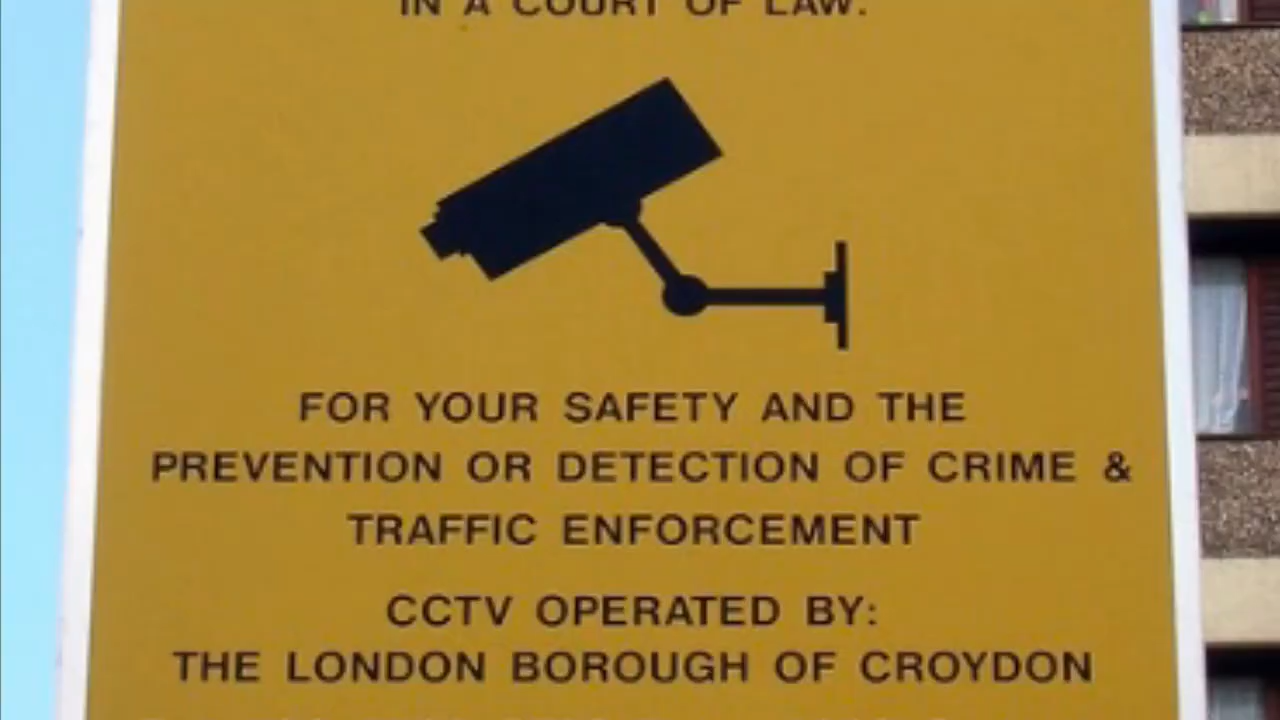 IN A COURT OF LAW.
FOR YOUR SAFETY AND THE
PREVENTION OR DETECTION OF CRIME &
TRAFFIC ENFORCEMENT
CCTV OPERATED BY:
THE LONDON BOROUGH OF CROYDON